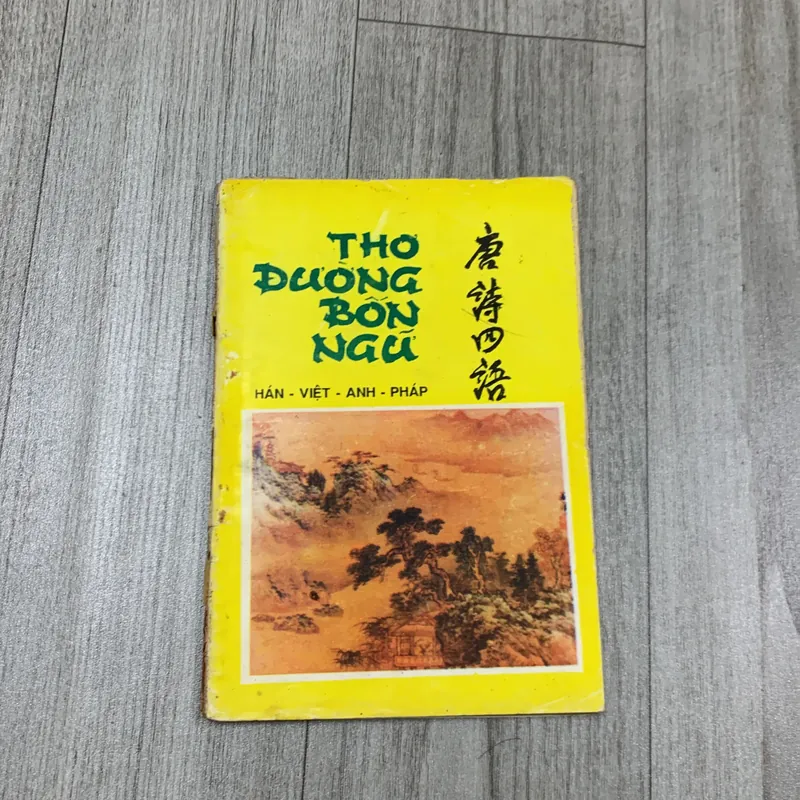 THƠ
ĐƯỜNG
BỐN
NGỮ
唐詩四語
HÁN - VIỆT - ANH - PHÁP